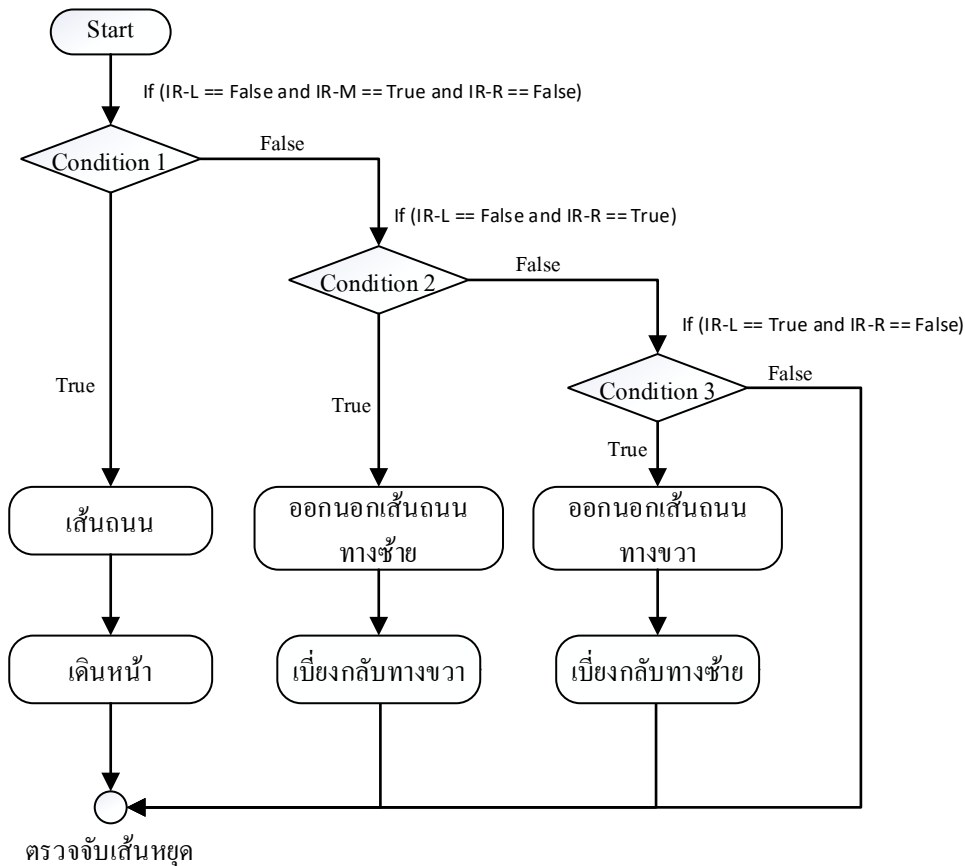 Start
If (IR-L == False and IR-M == True and IR-R == False)
Condition 1
False
If (IR-L == False and IR-R == True)
Condition 2
False
If (IR-L == True and IR-R == False)
Condition 3
False
True
True
True
เส้นถนน
ออกนอกเส้นถนน
ทางซ้าย
ออกนอกเส้นถนน
ทางขวา
เดินหน้า
เบี่ยงกลับทางขวา
เบี่ยงกลับทางซ้าย
ตรวจจับเส้นหยุด